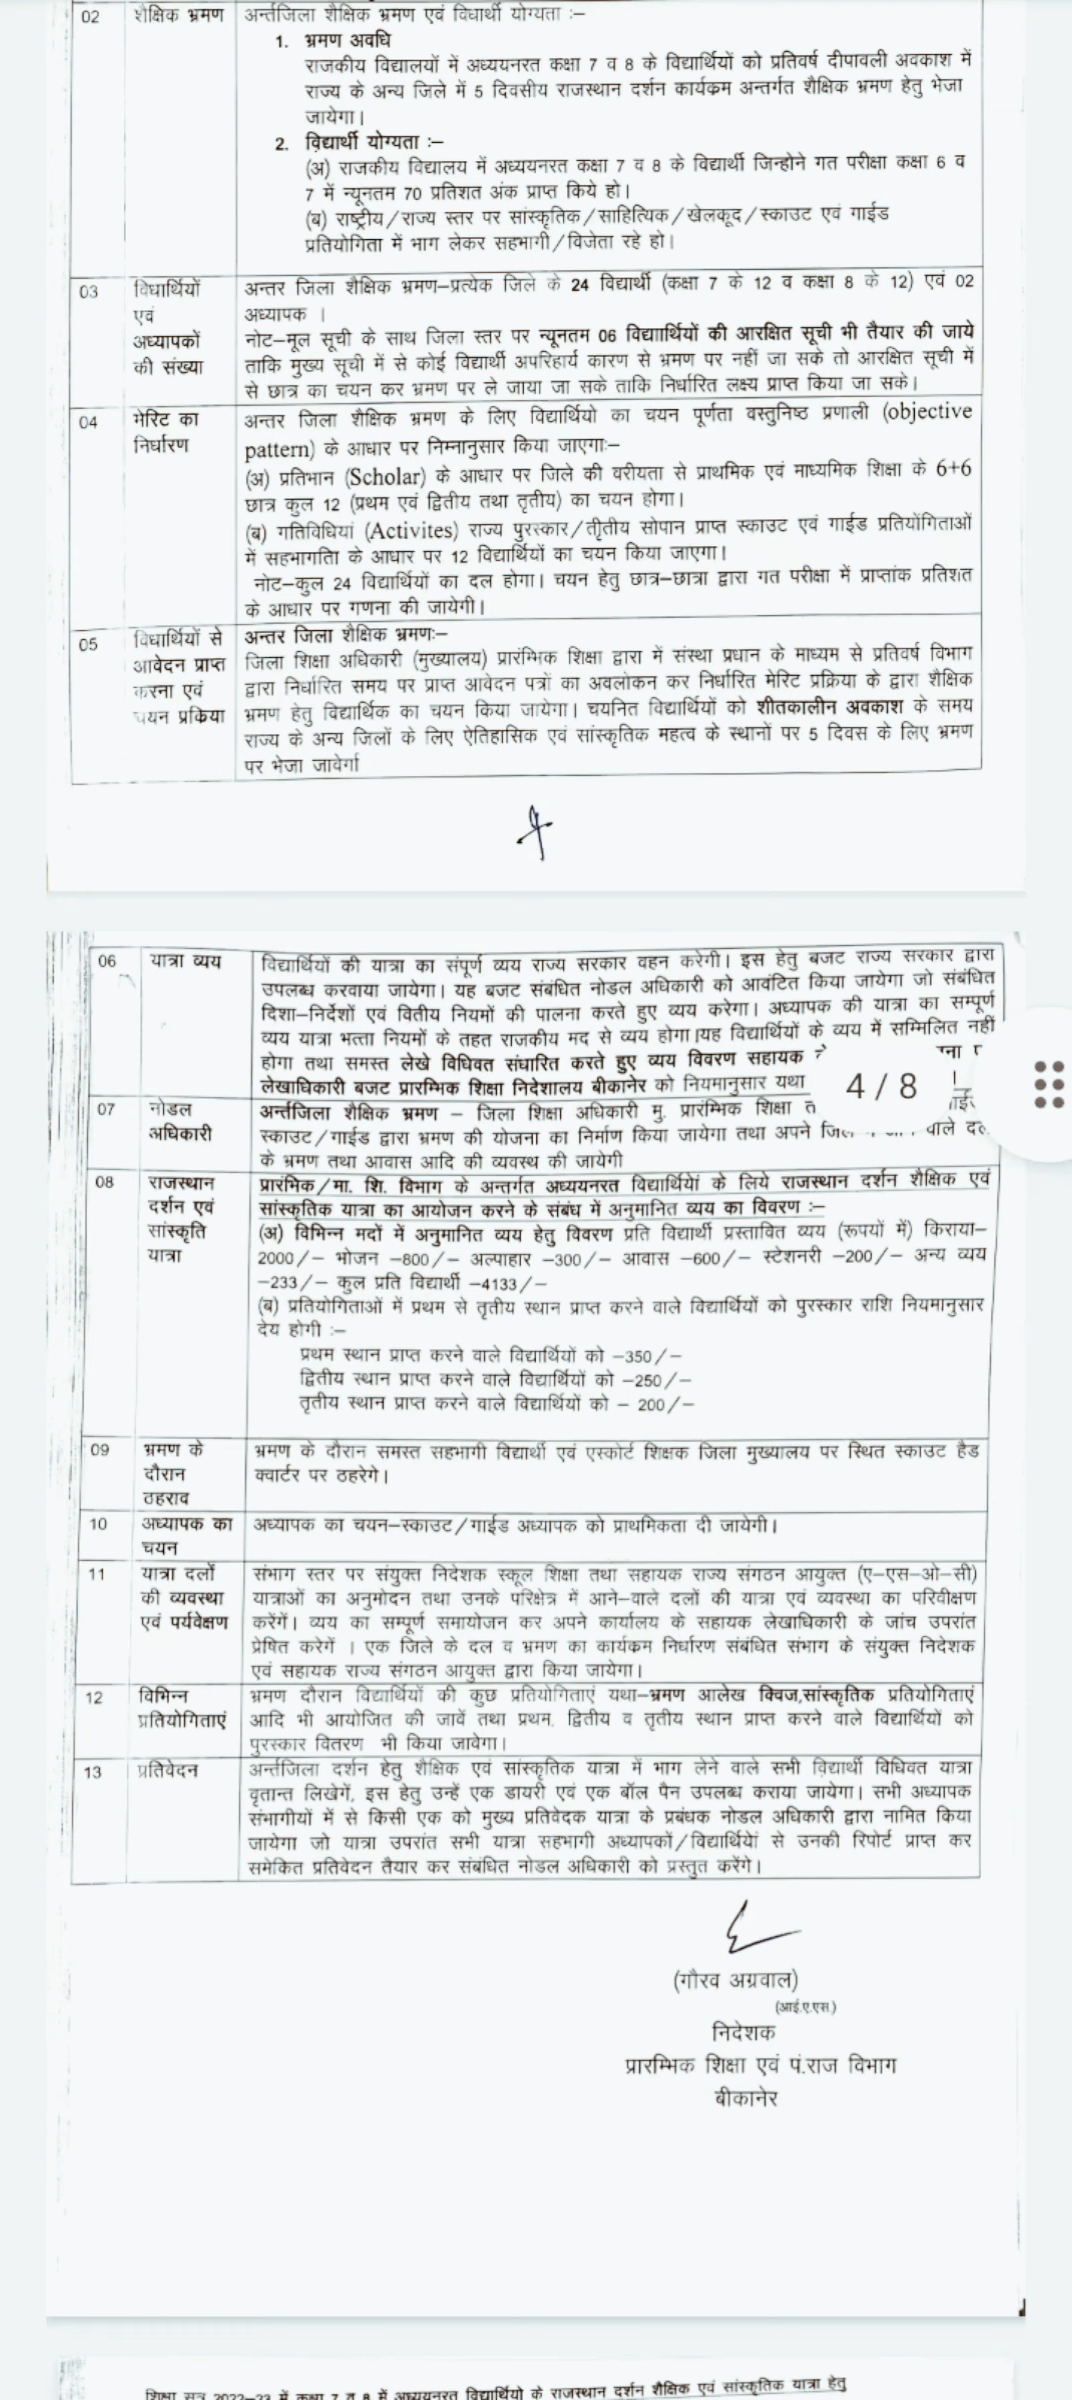 02 शैक्षिक भ्रमण अर्न्तजिला शैक्षिक भ्रमण एवं विधार्थी योग्यता :–
1. भ्रमण अवधि
राजकीय विद्यालयों में अध्ययनरत कक्षा 7 व 8 के विद्यार्थियों को प्रतिवर्ष दीपावली अवकाश में
राज्य के अन्य जिले में 5 दिवसीय राजस्थान दर्शन कार्यक्रम अन्तर्गत शैक्षिक भ्रमण हेतु भेजा
जायेगा।
2. विद्यार्थी योग्यता :–
(अ) राजकीय विद्यालय में अध्ययनरत कक्षा 7 व 8 के विद्यार्थी जिन्होने गत परीक्षा कक्षा 6 व
7 में न्यूनतम 70 प्रतिशत अंक प्राप्त किये हो।
(ब) राष्ट्रीय/राज्य स्तर पर सांस्कृतिक/साहित्यिक/खेलकूद/स्काउट एवं गाईड
प्रतियोगिता में भाग लेकर सहभागी/विजेता रहे हो।
03 विधार्थियों अन्तर जिला शैक्षिक भ्रमण–प्रत्येक जिले के 24 विद्यार्थी (कक्षा 7 के 12 व कक्षा 8 के 12) एवं 02
एवं अध्यापक ।
अध्यापकों नोट–मूल सूची के साथ जिला स्तर पर न्यूनतम 06 विद्याार्थियों की आरक्षित सूची भी तैयार की जाये
की संख्या ताकि मुख्य सूची में से कोई विद्यार्थी अपरिहार्य कारण से भ्रमण पर नहीं जा सके तो आरक्षित सूची में
से छात्र का चयन कर भ्रमण पर ले जाया जा सके ताकि निर्धारित लक्ष्य प्राप्त किया जा सके।
04 मेरिट का अन्तर जिला शैक्षिक भ्रमण के लिए विद्यार्थियो का चयन पूर्णता वस्तुनिष्ठ प्रणाली (objective
निर्धारण pattern) के आधार पर निम्नानुसार किया जाएगाः–
(अ) प्रतिभान (Scholar) के आधार पर जिले की वरीयता से प्राथमिक एवं माध्यमिक शिक्षा के 6+6
छात्र कुल 12 (प्रथम एवं द्वितीय तथा तृतीय) का चयन होगा।
(ब) गतिविधियां (Activites) राज्य पुरस्कार/तृीतीय सोपान प्राप्त स्काउट एवं गाईड प्रतियोंगिताओं
में सहभागतिा के आधार पर 12 विद्यार्थियों का चयन किया जाएगा।
नोट–कुल 24 विद्यार्थियों का दल होगा। चयन हेतु छात्र–छात्रा द्वारा गत परीक्षा में प्राप्तांक प्रतिशत
के आधार पर गणना की जायेगी।
05 विधार्थियों से अन्तर जिला शैक्षिक भ्रमणः–
आवेदन प्राप्त जिला शिक्षा अधिकारी (मुख्यालय) प्रारंम्भिक शिक्षा द्वारा में संस्था प्रधान के माध्यम से प्रतिवर्ष विभाग
करना एवं द्वारा निर्धारित समय पर प्राप्त आवेदन पत्रों का अवलोकन कर निर्धारित मेरिट प्रक्रिया के द्वारा शैक्षिक
चयन प्रकिया भ्रमण हेतु विद्यार्थिक का चयन किया जायेगा। चयनित विद्यार्थियों को शीतकालीन अवकाश के समय
राज्य के अन्य जिलों के लिए ऐतिहासिक एवं सांस्कृतिक महत्व के स्थानों पर 5 दिवस के लिए भ्रमण
पर भेजा जावेगां
06 यात्रा व्यय विद्यार्थियों की यात्रा का संपूर्ण व्यय राज्य सरकार वहन करेगी। इस हेतु बजट राज्य सरकार द्वारा
उपलब्ध करवाया जायेगा। यह बजट संबधित नोडल अधिकारी को आवंटित किया जायेगा जो संबंधित
दिशा–निर्देशों एवं वितीय नियमों की पालना करते हुए व्यय करेगा। अध्यापक की यात्रा का सम्पूर्ण
व्यय यात्रा भत्ता नियमों के तहत राजकीय मद से व्यय होगा।यह विद्यार्थियों के व्यय में सम्मिलित नहीं
होगा तथा समस्त लेखे विधिवत संधारित करते हुए व्यय विवरण सहायक
लेखाधिकारी बजट प्रारम्भिक शिक्षा निदेशालय बीकानेर को नियमानुसार यथा
4 / 8
07 नोडल अर्न्तजिला शैक्षिक भ्रमण – जिला शिक्षा अधिकारी मु. प्रारंम्भिक शिक्षा
अधिकारी स्काउट/गाईड द्वारा भ्रमण की योजना का निर्माण किया जायेगा तथा अपने वाले
के भ्रमण तथा आवास आदि की व्यवस्थ की जायेगी
08 राजस्थान प्रारंभिक/मा. शि. विभाग के अन्तर्गत अध्ययनरत विद्यार्थियों के लिये राजस्थान दर्शन शैक्षिक एवं
दर्शन एवं सांस्कृतिक यात्रा का आयोजन करने के संबंध में अनुमानित व्यय का विवरण :–
सांस्कृति (अ) विभिन्न मदों में अनुमानित व्यय हेतु विवरण प्रति विद्यार्थी प्रस्तावित व्यय (रूपयों में) किराया–
यात्रा 2000/– भोजन –800/– अल्पाहार –300/– आवास –600/– स्टेशनरी –200/– अन्य व्यय
–233/– कुल प्रति विद्यार्थी –4133/–
(ब) प्रतियोगिताओं में प्रथम से तृतीय स्थान प्राप्त करने वाले विद्यार्थियों को पुरस्कार राशि नियमानुसार
देय होगी :–
प्रथम स्थान प्राप्त करने वाले विद्यार्थियों को –350/–
द्वितीय स्थान प्राप्त करने वाले विद्यार्थियों को –250/–
तृतीय स्थान प्राप्त करने वाले विद्यार्थियों को – 200/–
09 भ्रमण के भ्रमण के दौरान समस्त सहभागी विद्यार्थी एवं एस्कोर्ट शिक्षक जिला मुख्यालय पर स्थित स्काउट हैड
दौरान क्वार्टर पर ठहरेगे।
ठहराव
10 अध्यापक का अध्यापक का चयन–स्काउट/गाईड अध्यापक को प्राथमिकता दी जायेगी।
चयन
11 यात्रा दलों संभाग स्तर पर संयुक्त निदेशक स्कूल शिक्षा तथा सहायक राज्य संगठन आयुक्त (ए–एस–ओ–सी)
की व्यवस्था यात्राओं का अनुमोदन तथा उनके परिक्षेत्र में आने–वाले दलों की यात्रा एवं व्यवस्था का परिवीक्षण
एवं पर्यवेक्षण करेंगें। व्यय का सम्पूर्ण समायोजन कर अपने कार्यालय के सहायक लेखाधिकारी के जांच उपरांत
प्रेषित करेगें । एक जिले के दल व भ्रमण का कार्यक्रम निर्धारण संबंधित संभाग के संयुक्त निदेशक
एवं सहायक राज्य संगठन आयुक्त द्वारा किया जायेगा।
12 विभिन्न भ्रमण दौरान विद्यार्थियों की कुछ प्रतियोगिताएं यथा–भ्रमण आलेख क्विज,सांस्कृतिक प्रतियोगिताएं
प्रतियोगिताएं आदि भी आयोजित की जावें तथा प्रथम, द्वितीय व तृतीय स्थान प्राप्त करने वाले विद्यार्थियों को
पुरस्कार वितरण भी किया जावेगा।
13 प्रतिवेदन अर्न्तजिला दर्शन हेतु शैक्षिक एवं सांस्कृतिक यात्रा में भाग लेने वाले सभी विद्यार्थी विधिवत यात्रा
वृतान्त लिखेगें, इस हेतु उन्हें एक डायरी एवं एक बॉल पैन उपलब्ध कराया जायेगा। सभी अध्यापक
संभागीयों में से किसी एक को मुख्य प्रतिवेदक यात्रा के प्रबंधक नोडल अधिकारी द्वारा नामित किया
जायेगा जो यात्रा उपरांत सभी यात्रा सहभागी अध्यापकों/विद्यार्थियों से उनकी रिपोर्ट प्राप्त कर
समेकित प्रतिवेदन तैयार कर संबंधित नोडल अधिकारी को प्रस्तुत करेंगे।
(गौरव अग्रवाल)
(आई.ए.एस.)
निदेशक
प्रारम्भिक शिक्षा एवं पं.राज विभाग
बीकानेर
शिक्षा सत्र 2022–23 में कक्षा 7 व 8 में अध्ययनरत विद्यार्थियो के राजस्थान दर्शन शैक्षिक एवं सांस्कृतिक यात्रा हेतु